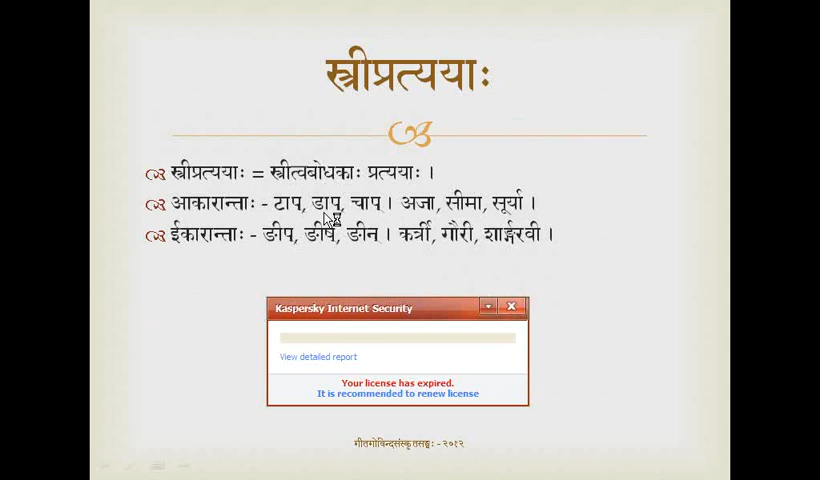 स्त्रीप्रत्ययाः
स्त्रीप्रत्ययाः = स्त्रीत्वबोधकाः प्रत्ययाः ।
आकारान्ताः - टाप्, डाप्, चाप् । अजा, सीमा, सूर्या ।
ईकारान्ताः - ङीप्, ङीष्, ङीन् । कर्त्री, गौरी, शार्ङ्गरवी ।
Kaspersky Internet Security
View detailed report
Your license has expired.
It is recommended to renew license
गीतगोविन्दसंस्कृतसङ्घः - २०१२